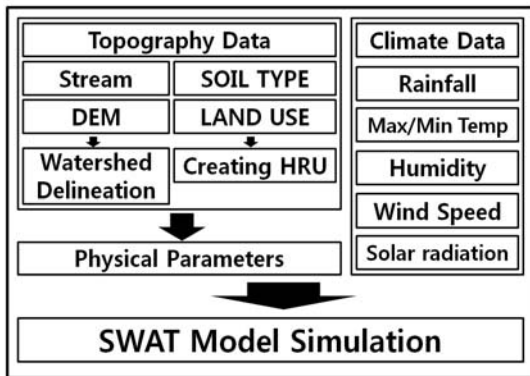 Topography Data
Stream
SOIL TYPE
DEM
LAND USE
Watershed
Delineation
Creating HRU
Physical Parameters
Climate Data
Rainfall
Max/Min Temp
Humidity
Wind Speed
Solar radiation
SWAT Model Simulation